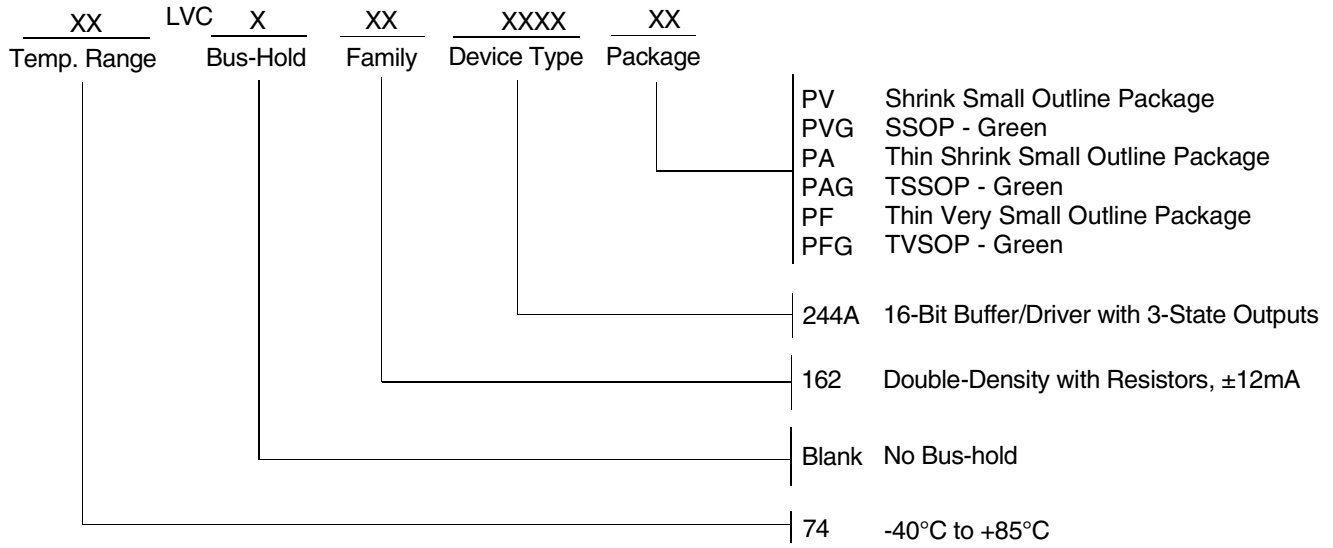 XX LVC X XX XXXX XX
Temp. Range Bus-Hold Family Device Type Package
PV Shrink Small Outline Package
PVG SSOP - Green
PA Thin Shrink Small Outline Package
PAG TSSOP - Green
PF Thin Very Small Outline Package
PFG TVSOP - Green
244A 16-Bit Buffer/Driver with 3-State Outputs
162 Double-Density with Resistors, ±12mA
Blank No Bus-hold
74 -40°C to +85°C